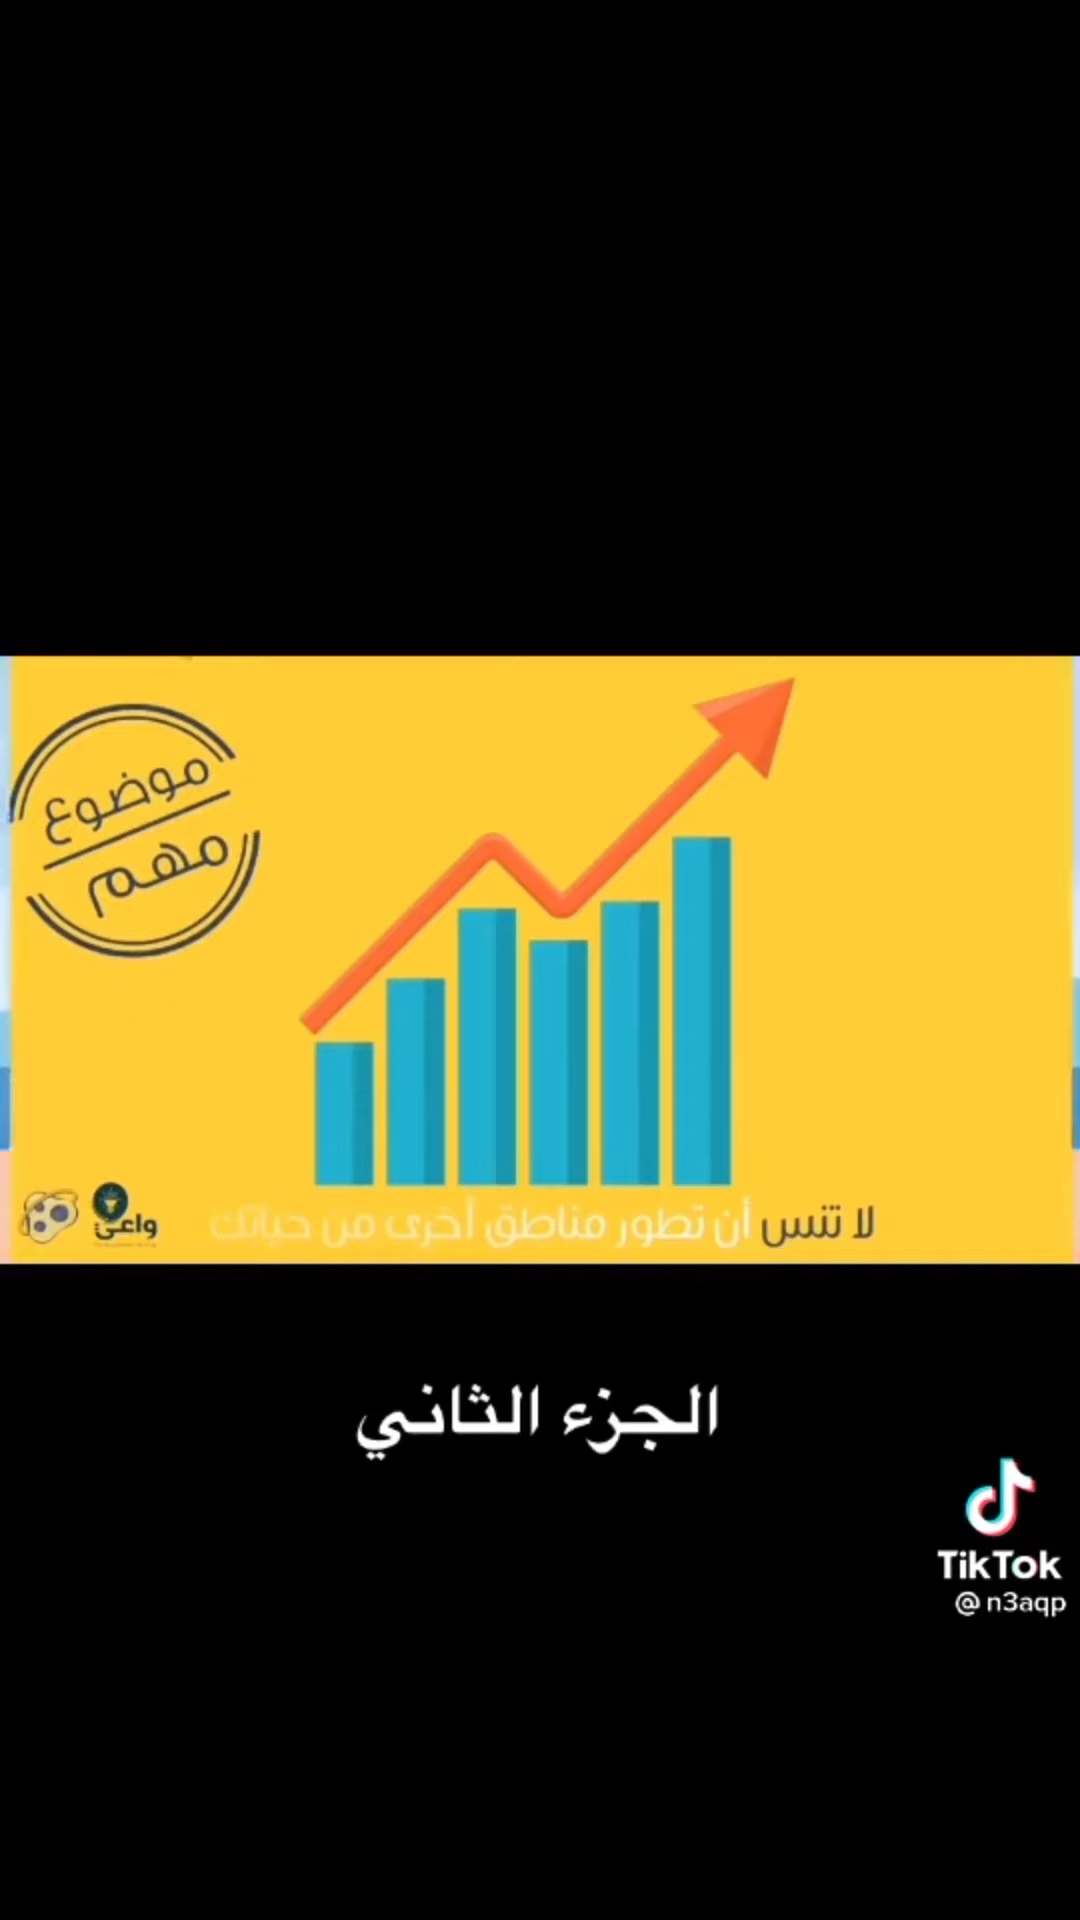 موضوع
مهم
واعي
لا تنس أن تطور مناطق أخرى من حياتك
الجزء الثاني
TikTok
@n3aqp